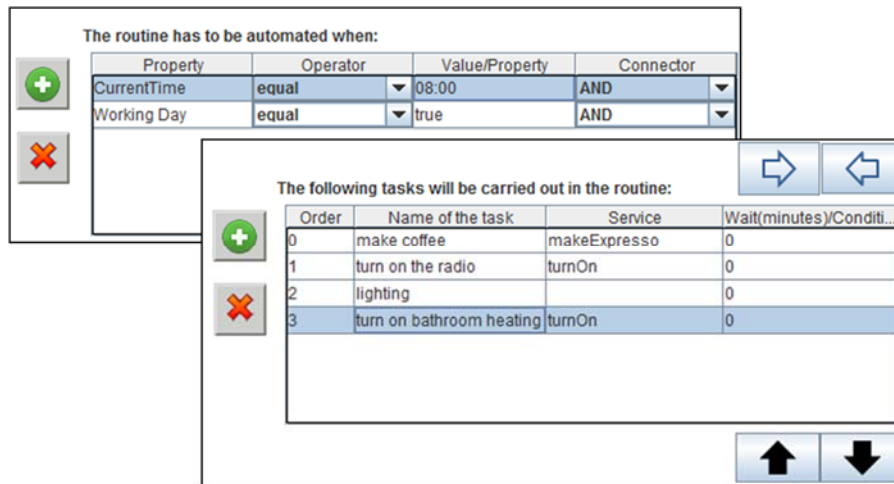 The routine has to be automated when:
Property Operator Value/Property Connector
CurrentTime equal 08:00 AND
Working Day equal true AND
The following tasks will be carried out in the routine:
Order Name of the task Service Wait(minutes)/Conditi...
0 make coffee makeExpresso 0
1 turn on the radio turnOn 0
2 lighting 0
3 turn on bathroom heating turnOn 0